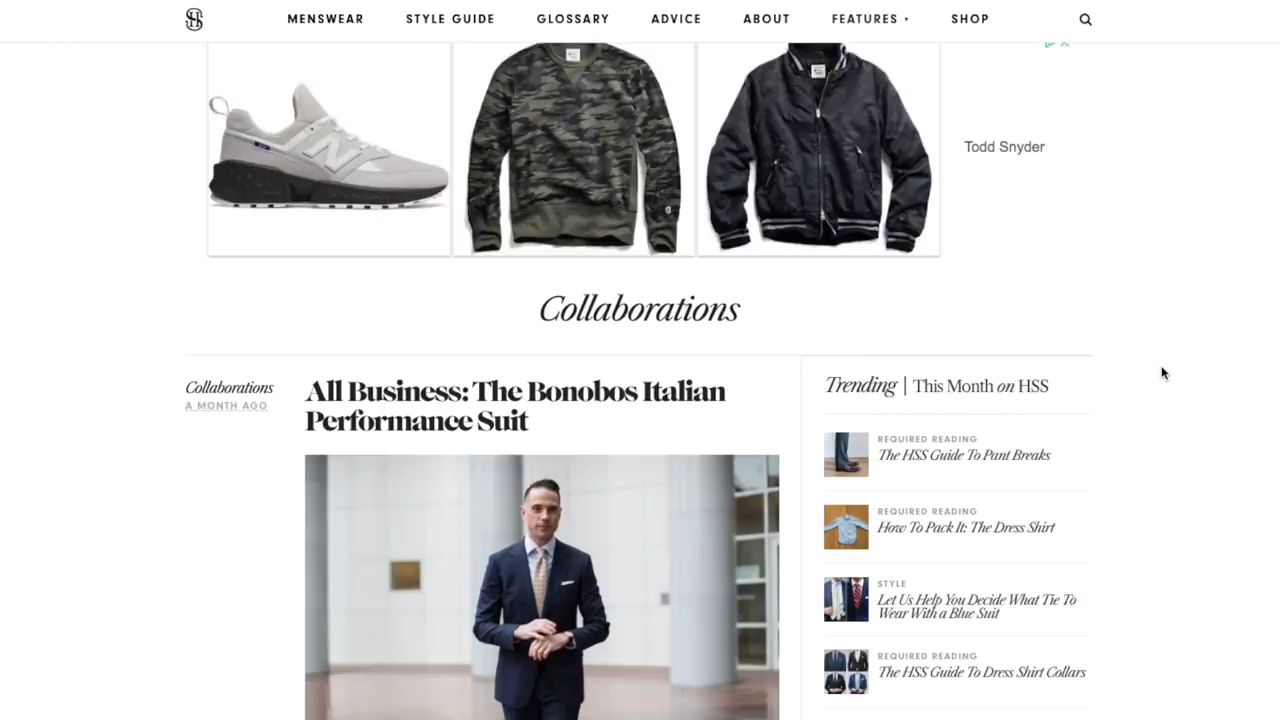 MENSWEAR STYLE GUIDE GLOSSARY ADVICE ABOUT FEATURES SHOP
Todd Snyder
Collaborations
Collaborations
A MONTH AGO
All Business: The Bonobos Italian
Performance Suit
Trending | This Month on HSS
REQUIRED READING
The HSS Guide To Pant Breaks
REQUIRED READING
How To Pack It: The Dress Shirt
STYLE
Let Us Help You Decide What Tie To
Wear With a Blue Suit
REQUIRED READING
The HSS Guide To Dress Shirt Collars